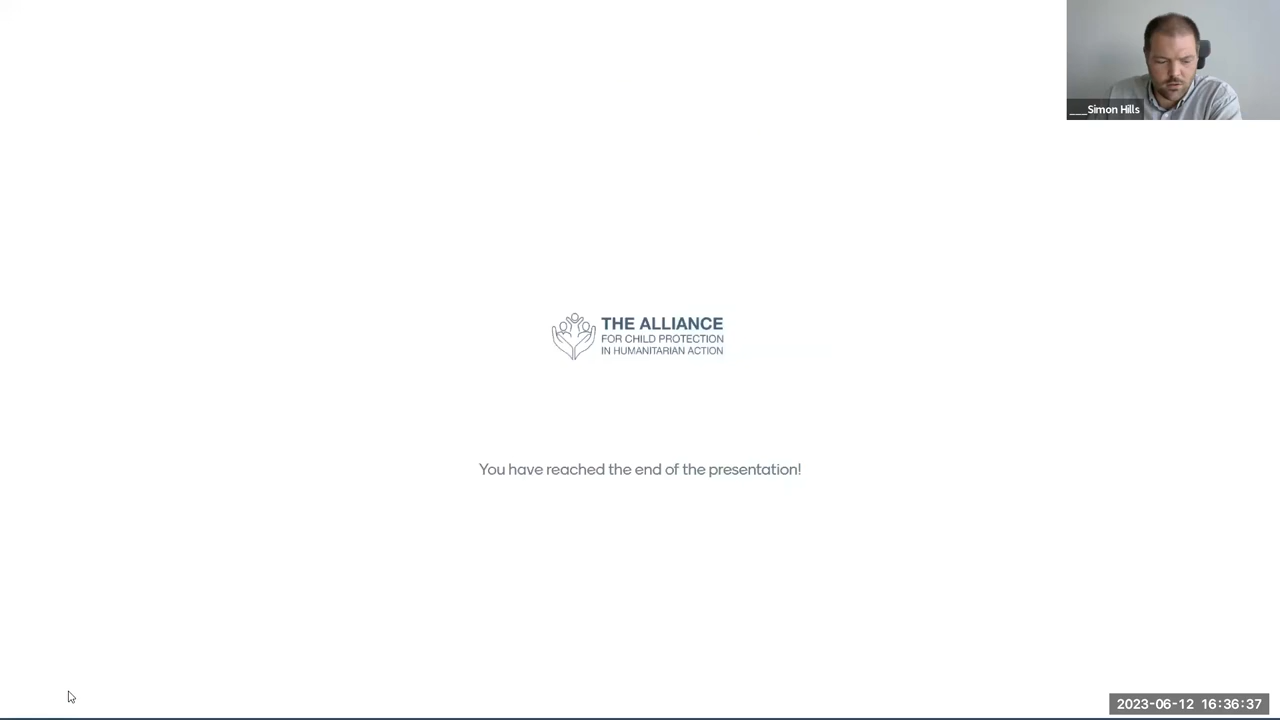 ___Simon Hills
THE ALLIANCE
FOR CHILD PROTECTION
IN HUMANITARIAN ACTION
You have reached the end of the presentation!
2023-06-12 16:36:37